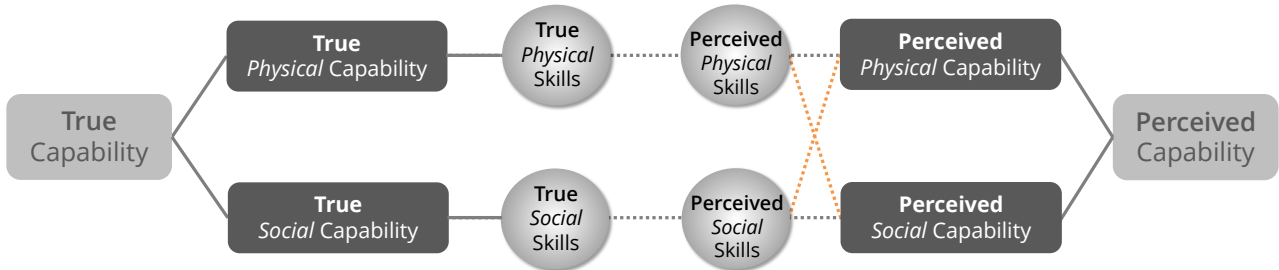 True
Capability
True
Physical Capability
True
Physical
Skills
Perceived
Physical
Skills
Perceived
Physical Capability
True
Social Capability
True
Social
Skills
Perceived
Social
Skills
Perceived
Social Capability
Perceived
Capability